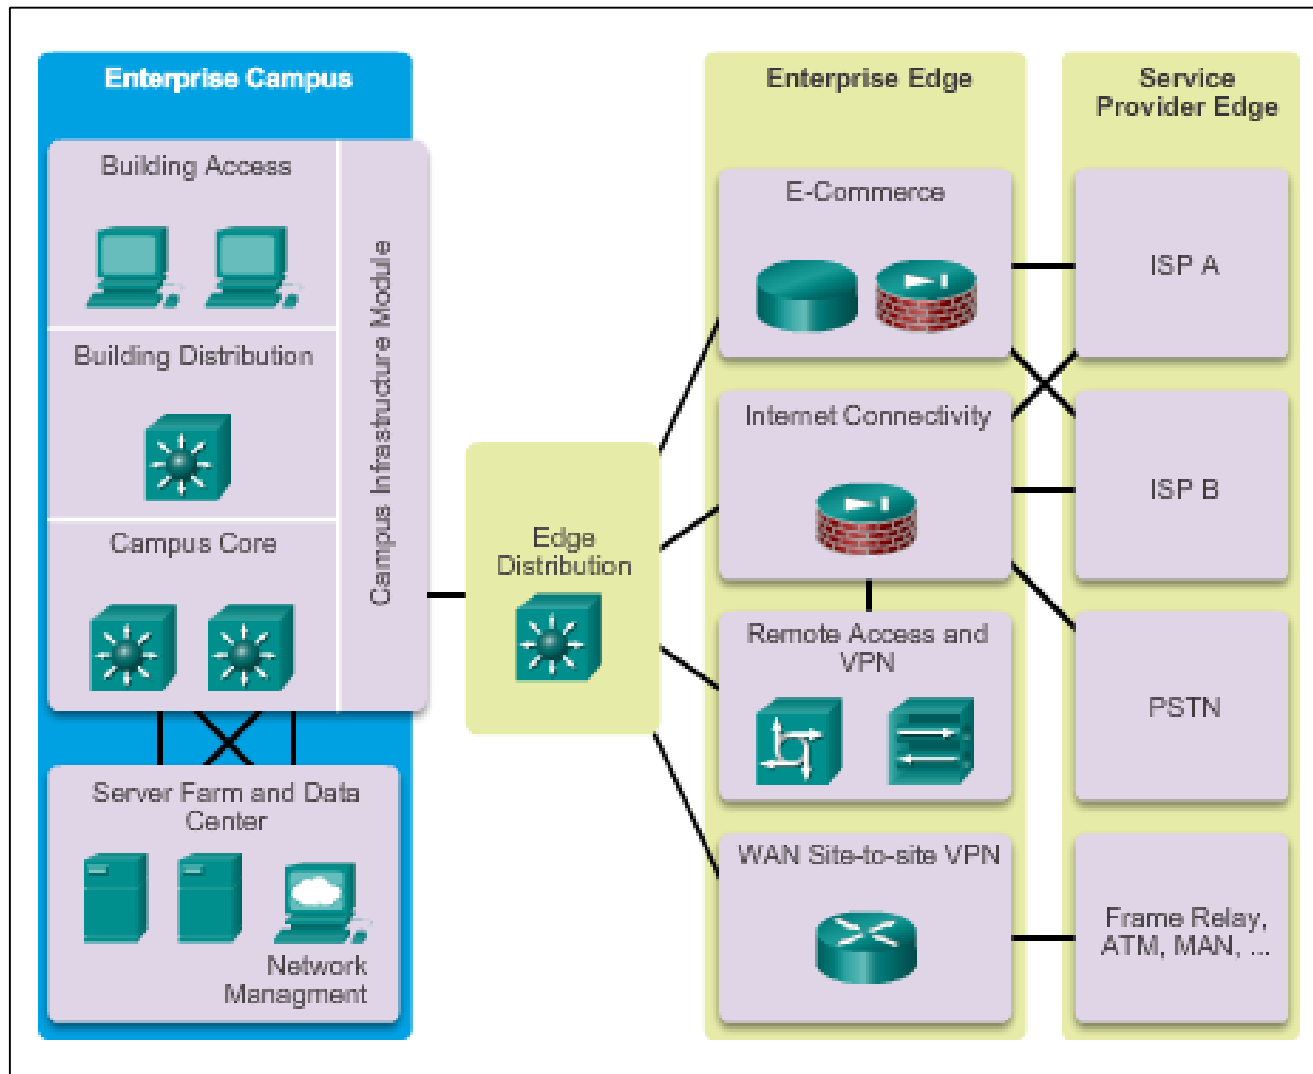 Enterprise Campus
Building Access
Building Distribution
Campus Core
Campus Infrastructure Module
Server Farm and Data
Center
Network
Managment
Edge
Distribution
Enterprise Edge
E-Commerce
Internet Connectivity
Remote Access and
VPN
WAN Site-to-site VPN
Service
Provider Edge
ISP A
ISP B
PSTN
Frame Relay,
ATM, MAN, ...